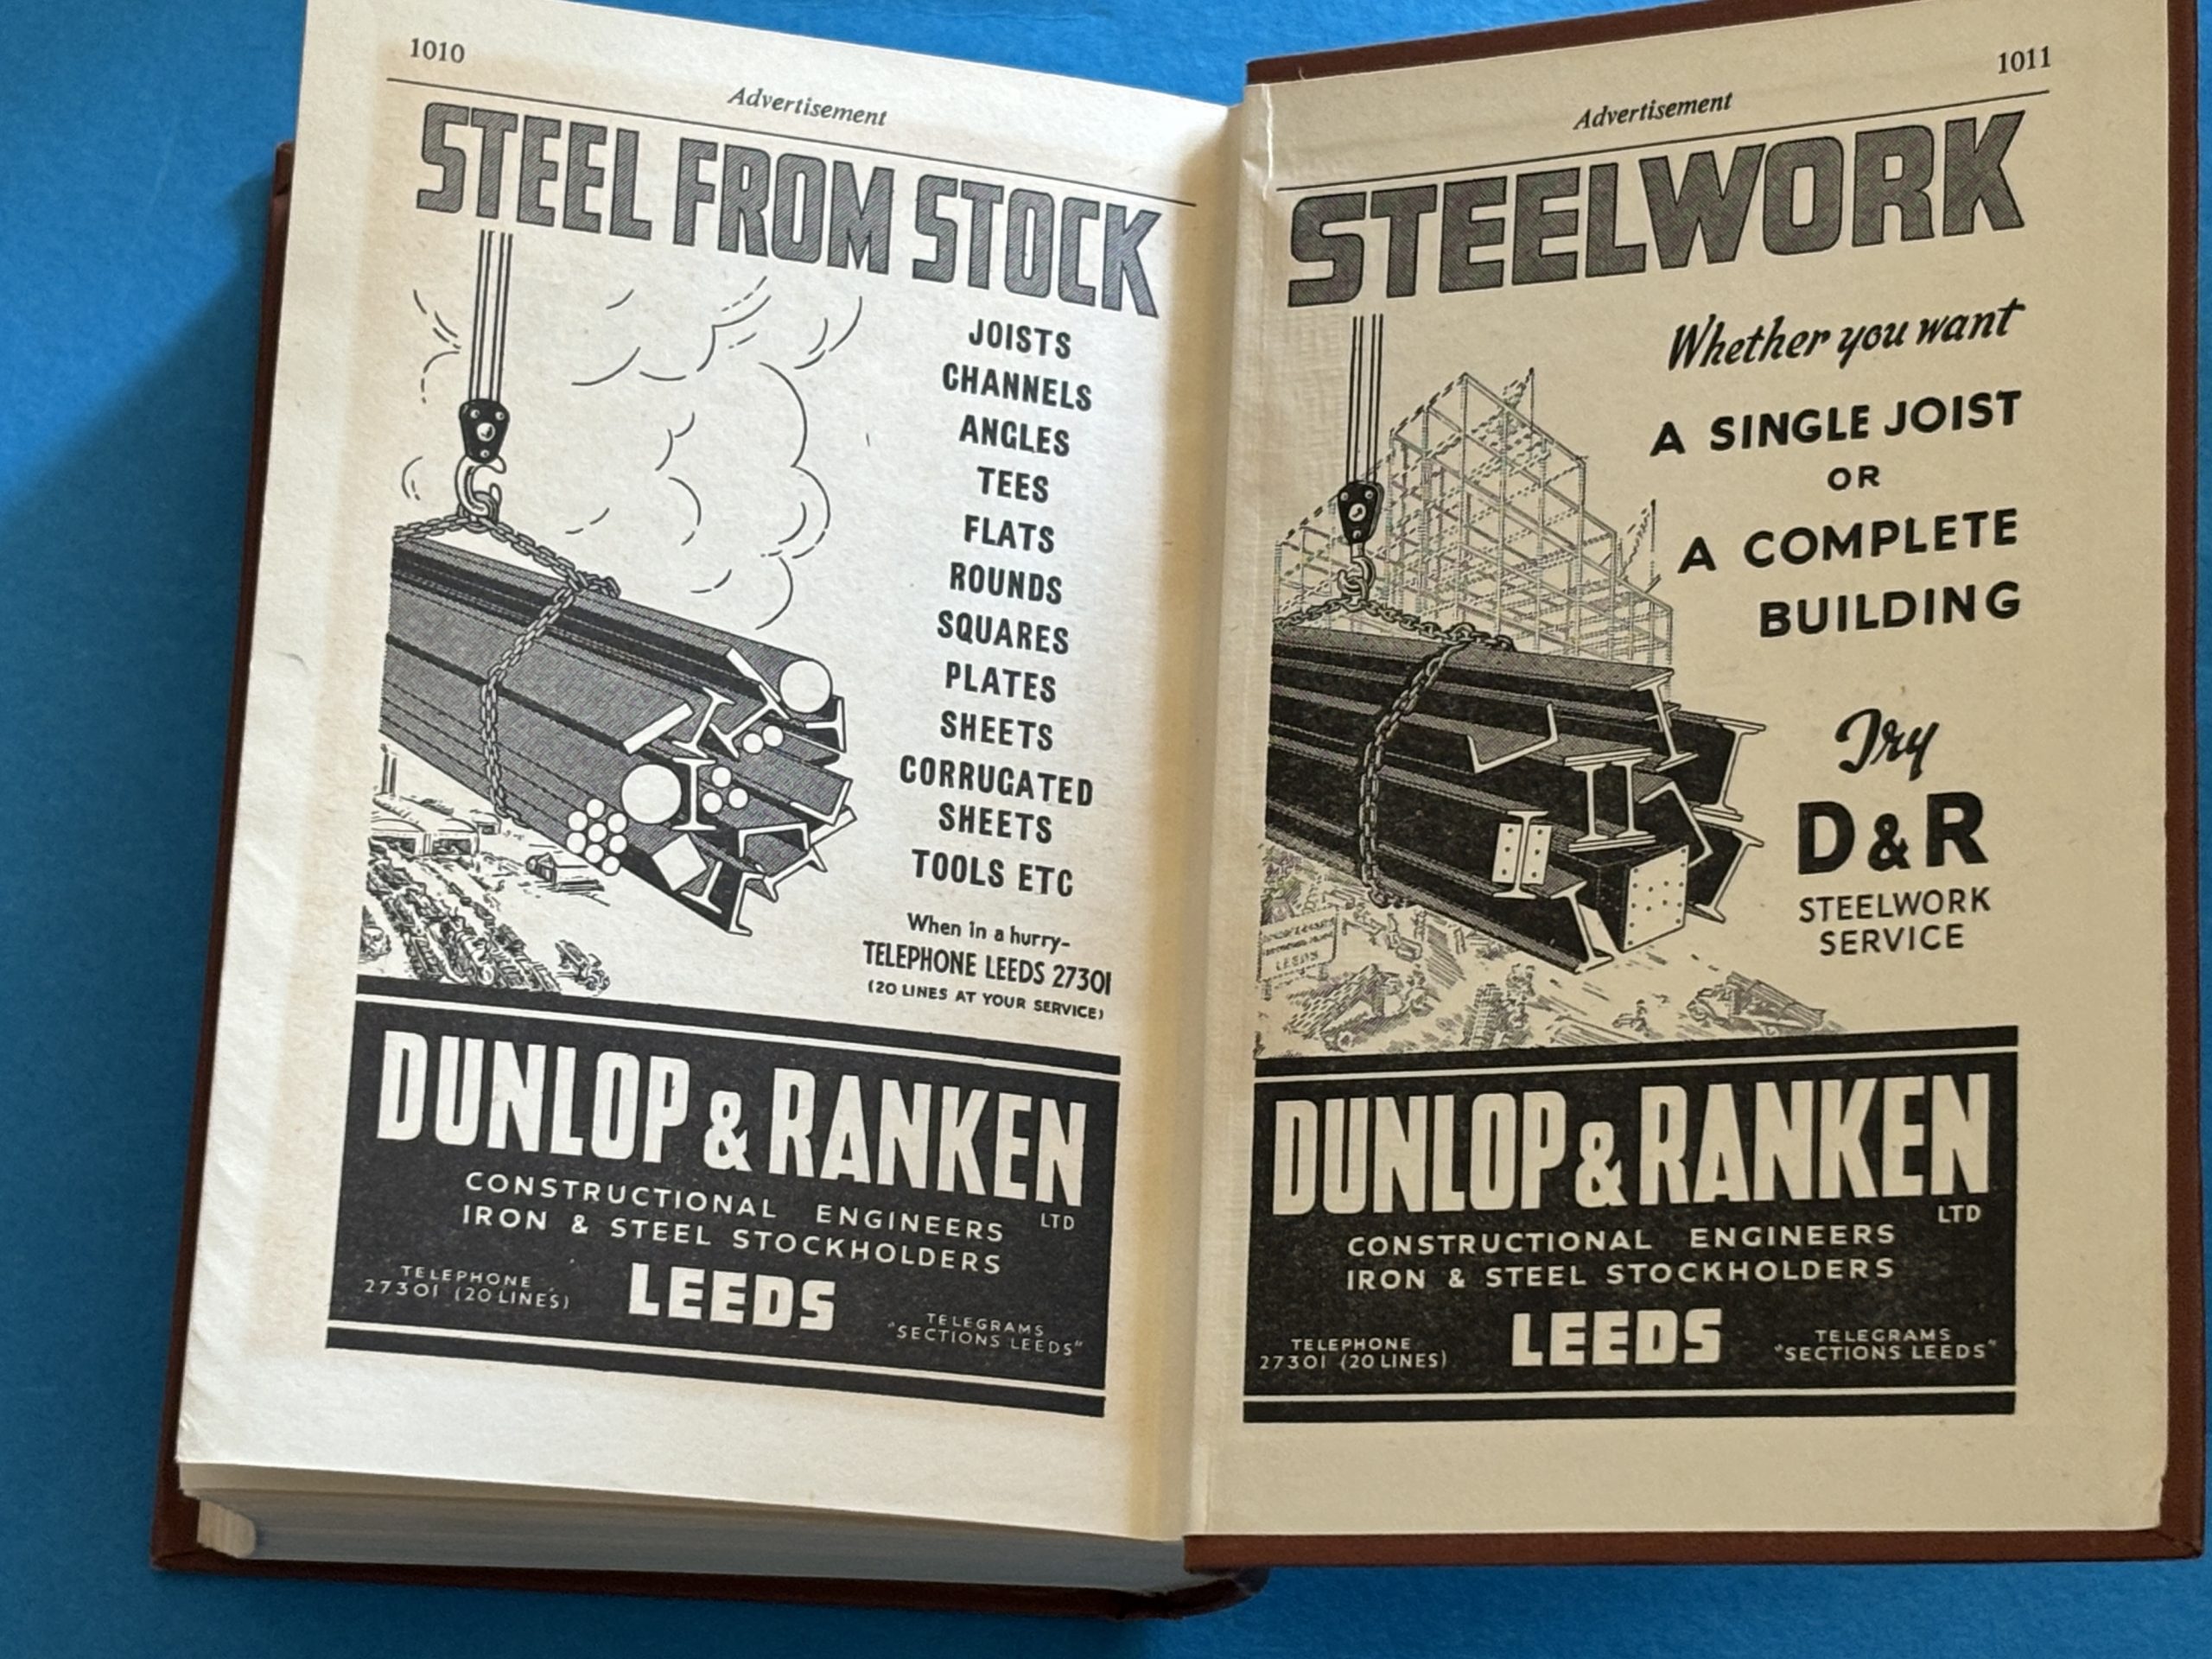 1010
Advertisement
STEEL FROM STOCK
JOISTS
CHANNELS
ANGLES
TEES
FLATS
ROUNDS
SQUARES
PLATES
SHEETS
CORRUGATED
SHEETS
TOOLS ETC
When in a hurry-
TELEPHONE LEEDS 27301
(20 LINES AT YOUR SERVICE)
DUNLOP & RANKEN
LTD
CONSTRUCTIONAL ENGINEERS
IRON & STEEL STOCKHOLDERS
TELEPHONE
27301 (20 LINES)
LEEDS
TELEGRAMS
"SECTIONS LEEDS"
1011
Advertisement
STEELWORK
Whether you want
A SINGLE JOIST
OR
A COMPLETE
BUILDING
Try
D & R
STEELWORK
SERVICE
LEEDS
DUNLOP & RANKEN
LTD
CONSTRUCTIONAL ENGINEERS
IRON & STEEL STOCKHOLDERS
TELEPHONE
27301 (20 LINES)
LEEDS
TELEGRAMS
"SECTIONS LEEDS"